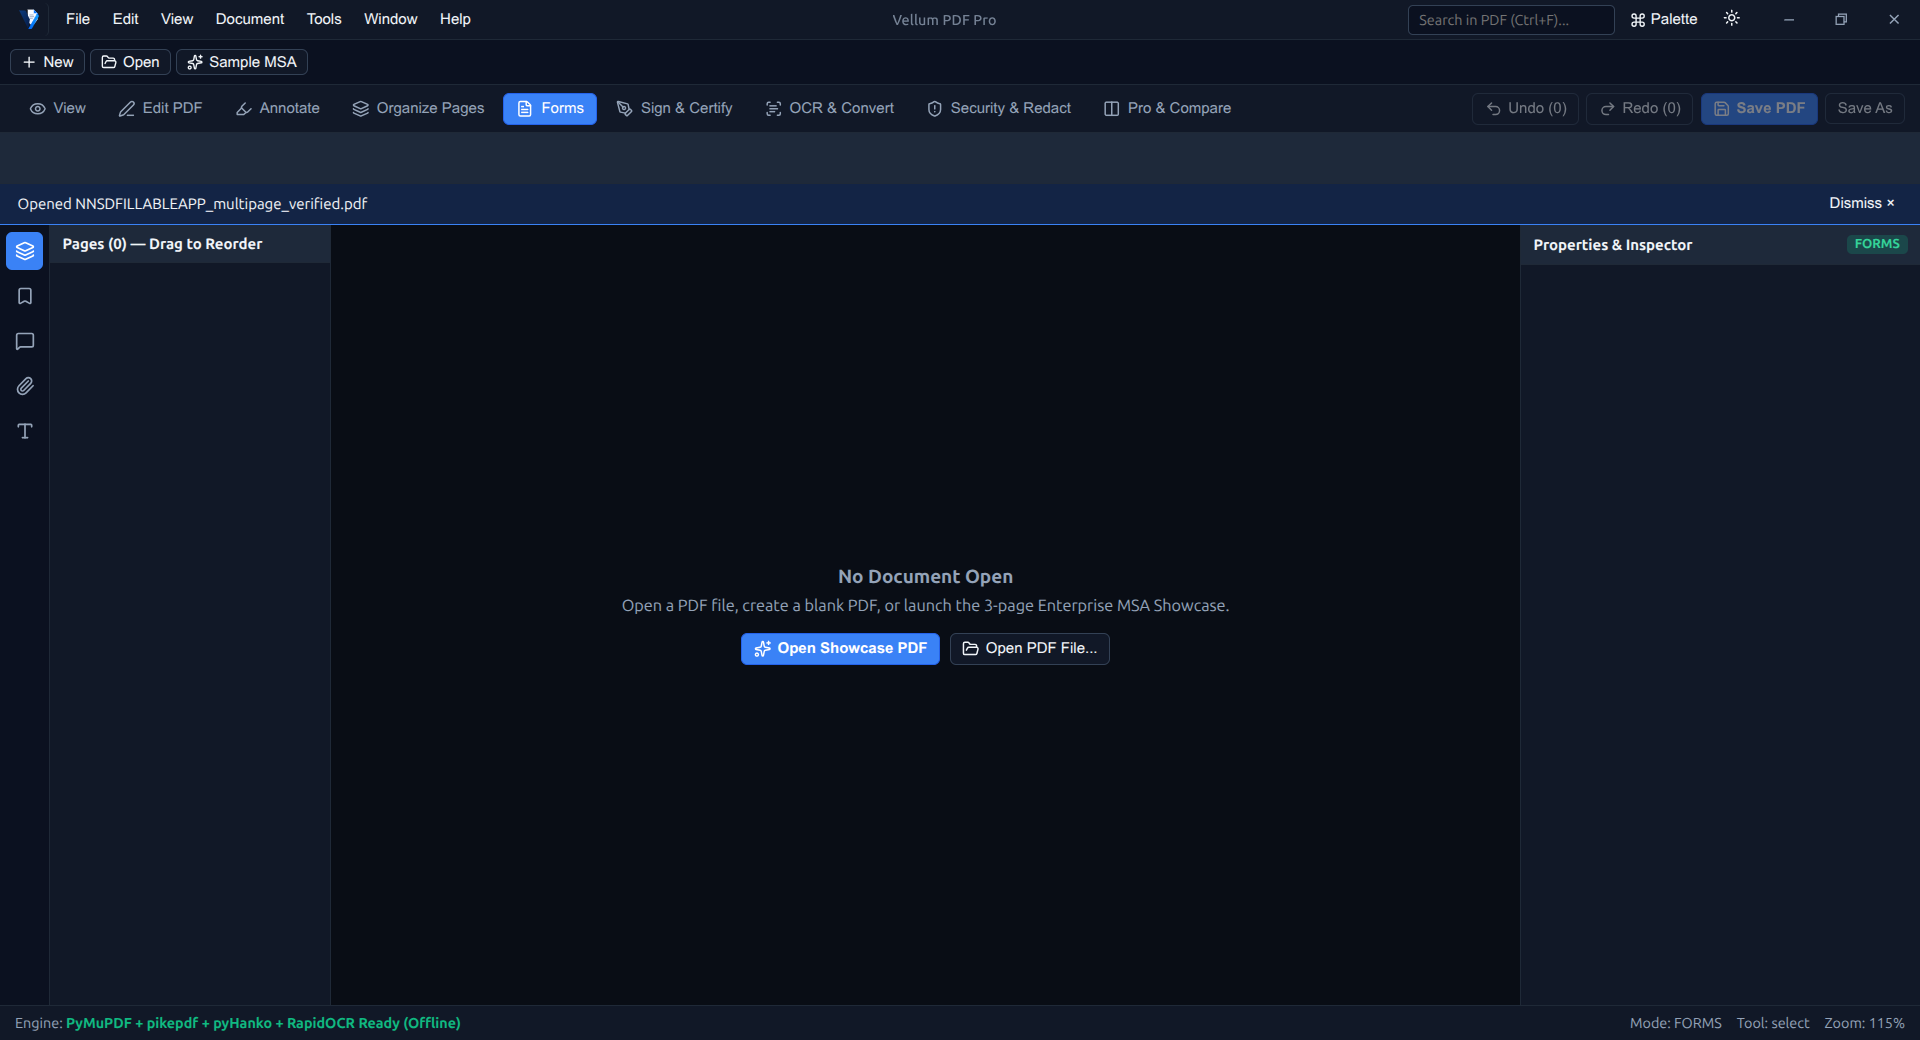 File Edit View Document Tools Window Help
Vellum PDF Pro
Search in PDF (Ctrl+F)...
Palette
New Open Sample MSA
View Edit PDF Annotate Organize Pages Forms Sign & Certify OCR & Convert Security & Redact Pro & Compare
Undo (0) Redo (0) Save PDF Save As
Opened NNSDFILLABLEAPP_multipage_verified.pdf
Dismiss ×
Pages (0) — Drag to Reorder
Properties & Inspector
FORMS
No Document Open
Open a PDF file, create a blank PDF, or launch the 3-page Enterprise MSA Showcase.
Open Showcase PDF Open PDF File...
Engine: PyMuPDF + pikepdf + pyHanko + RapidOCR Ready (Offline)
Mode: FORMS Tool: select Zoom: 115%